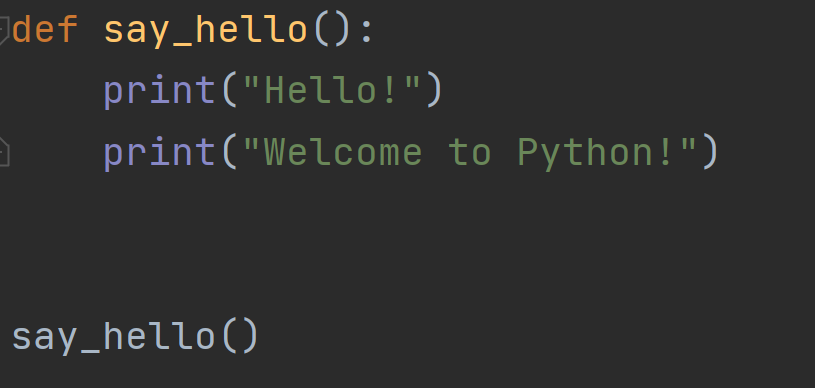 def say_hello():
    print("Hello!")
    print("Welcome to Python!")
say_hello()